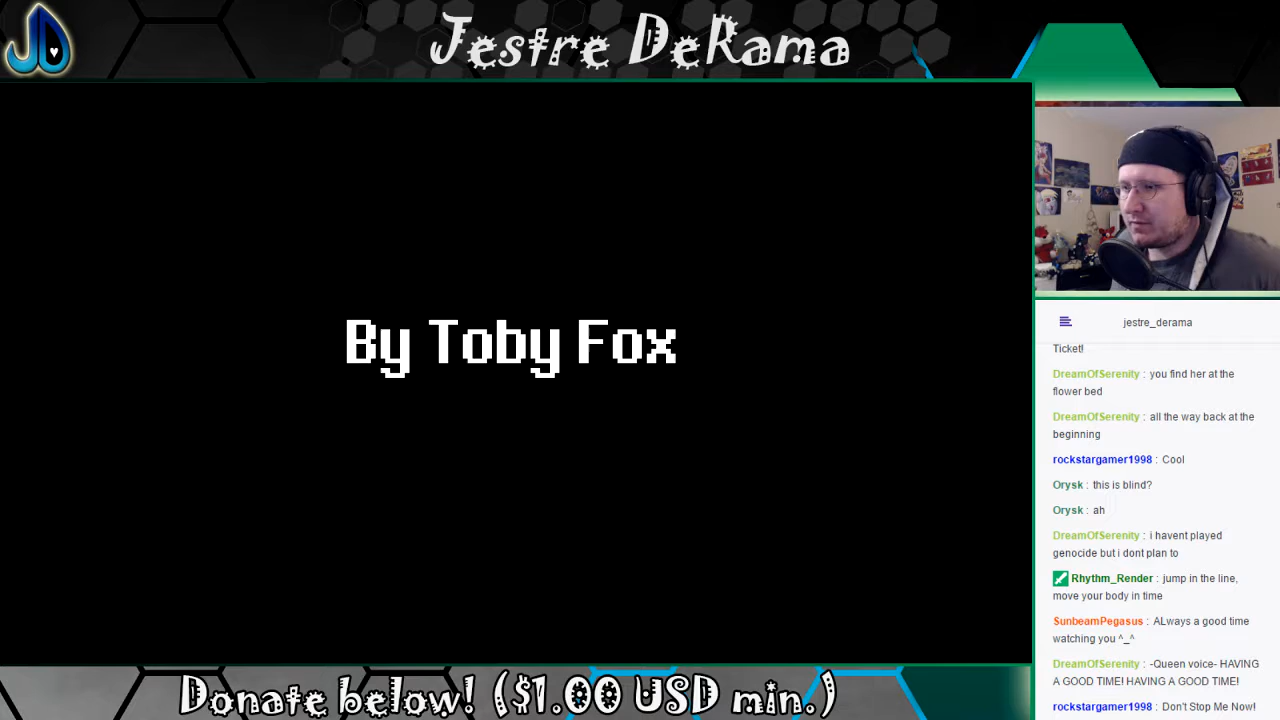 JD
Jestre DeRama
By Toby Fox
jestre_derama
Ticket!
DreamOfSerenity : you find her at the
flower bed
DreamOfSerenity : all the way back at the
beginning
rockstargamer1998 : Cool
Orysk : this is blind?
Orysk : ah
DreamOfSerenity : i havent played
genocide but i dont plan to
Rhythm_Render : jump in the line,
move your body in time
SunbeamPegasus : ALways a good time
watching you ^_^
DreamOfSerenity : -Queen voice- HAVING
A GOOD TIME! HAVING A GOOD TIME!
rockstargamer1998 : Don't Stop Me Now!
Donate below! ($1.00 USD min.)